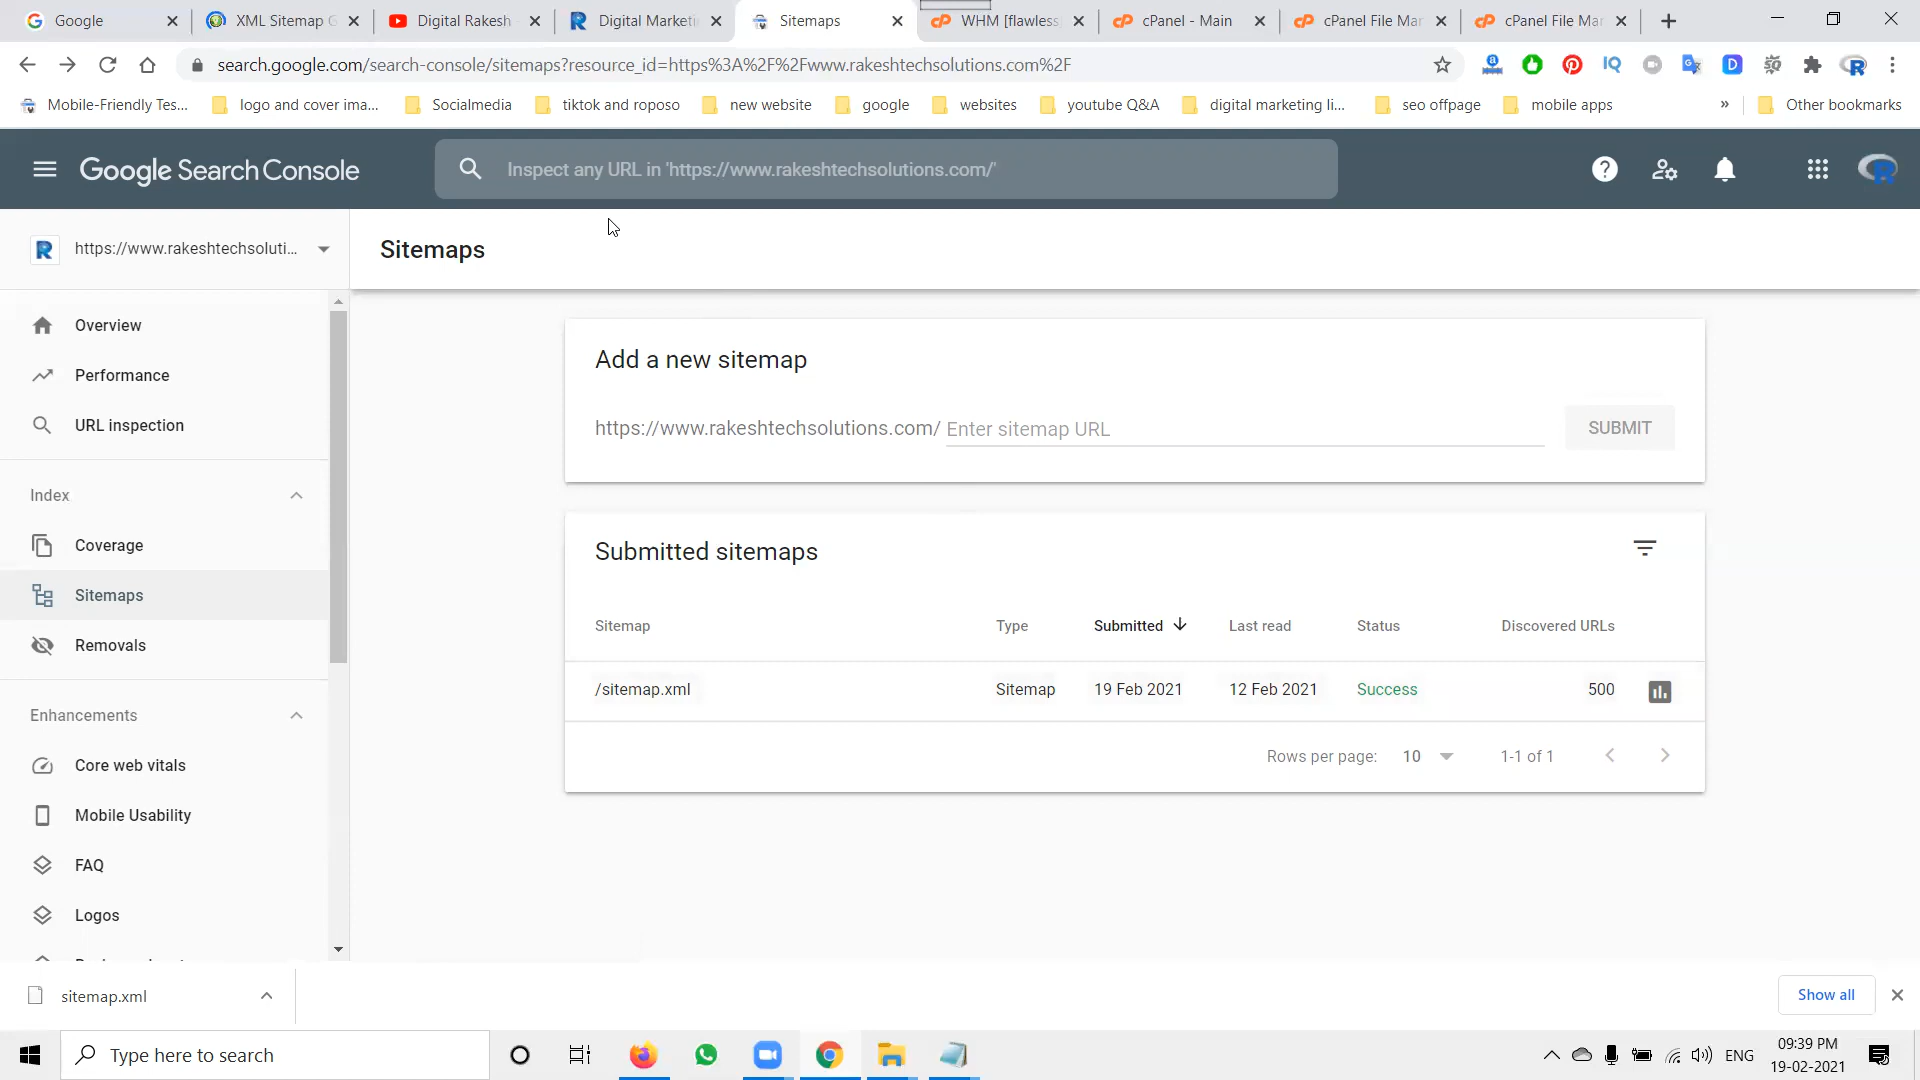 Google
XML Sitemap G
Digital Rakesh
Digital Marketi
Sitemaps
WHM [flawless
cPanel - Main
cPanel File Mar
cPanel File Mar
search.google.com/search-console/sitemaps?resource_id=https%3A%2F%2Fwww.rakeshtechsolutions.com%2F
Mobile-Friendly Tes...
logo and cover ima...
Socialmedia
tiktok and roposo
new website
google
websites
youtube Q&A
digital marketing li...
seo offpage
mobile apps
»
Other bookmarks
Google Search Console
Inspect any URL in 'https://www.rakeshtechsolutions.com/'
https://www.rakeshtechsoluti...
Sitemaps
Overview
Performance
URL inspection
Index
Coverage
Sitemaps
Removals
Enhancements
Core web vitals
Mobile Usability
FAQ
Logos
Add a new sitemap
https://www.rakeshtechsolutions.com/ Enter sitemap URL
SUBMIT
Submitted sitemaps
Sitemap Type Submitted Last read Status Discovered URLs
/sitemap.xml Sitemap 19 Feb 2021 12 Feb 2021 Success 500
Rows per page: 10 1-1 of 1
sitemap.xml
Show all
Type here to search
ENG
09:39 PM
19-02-2021